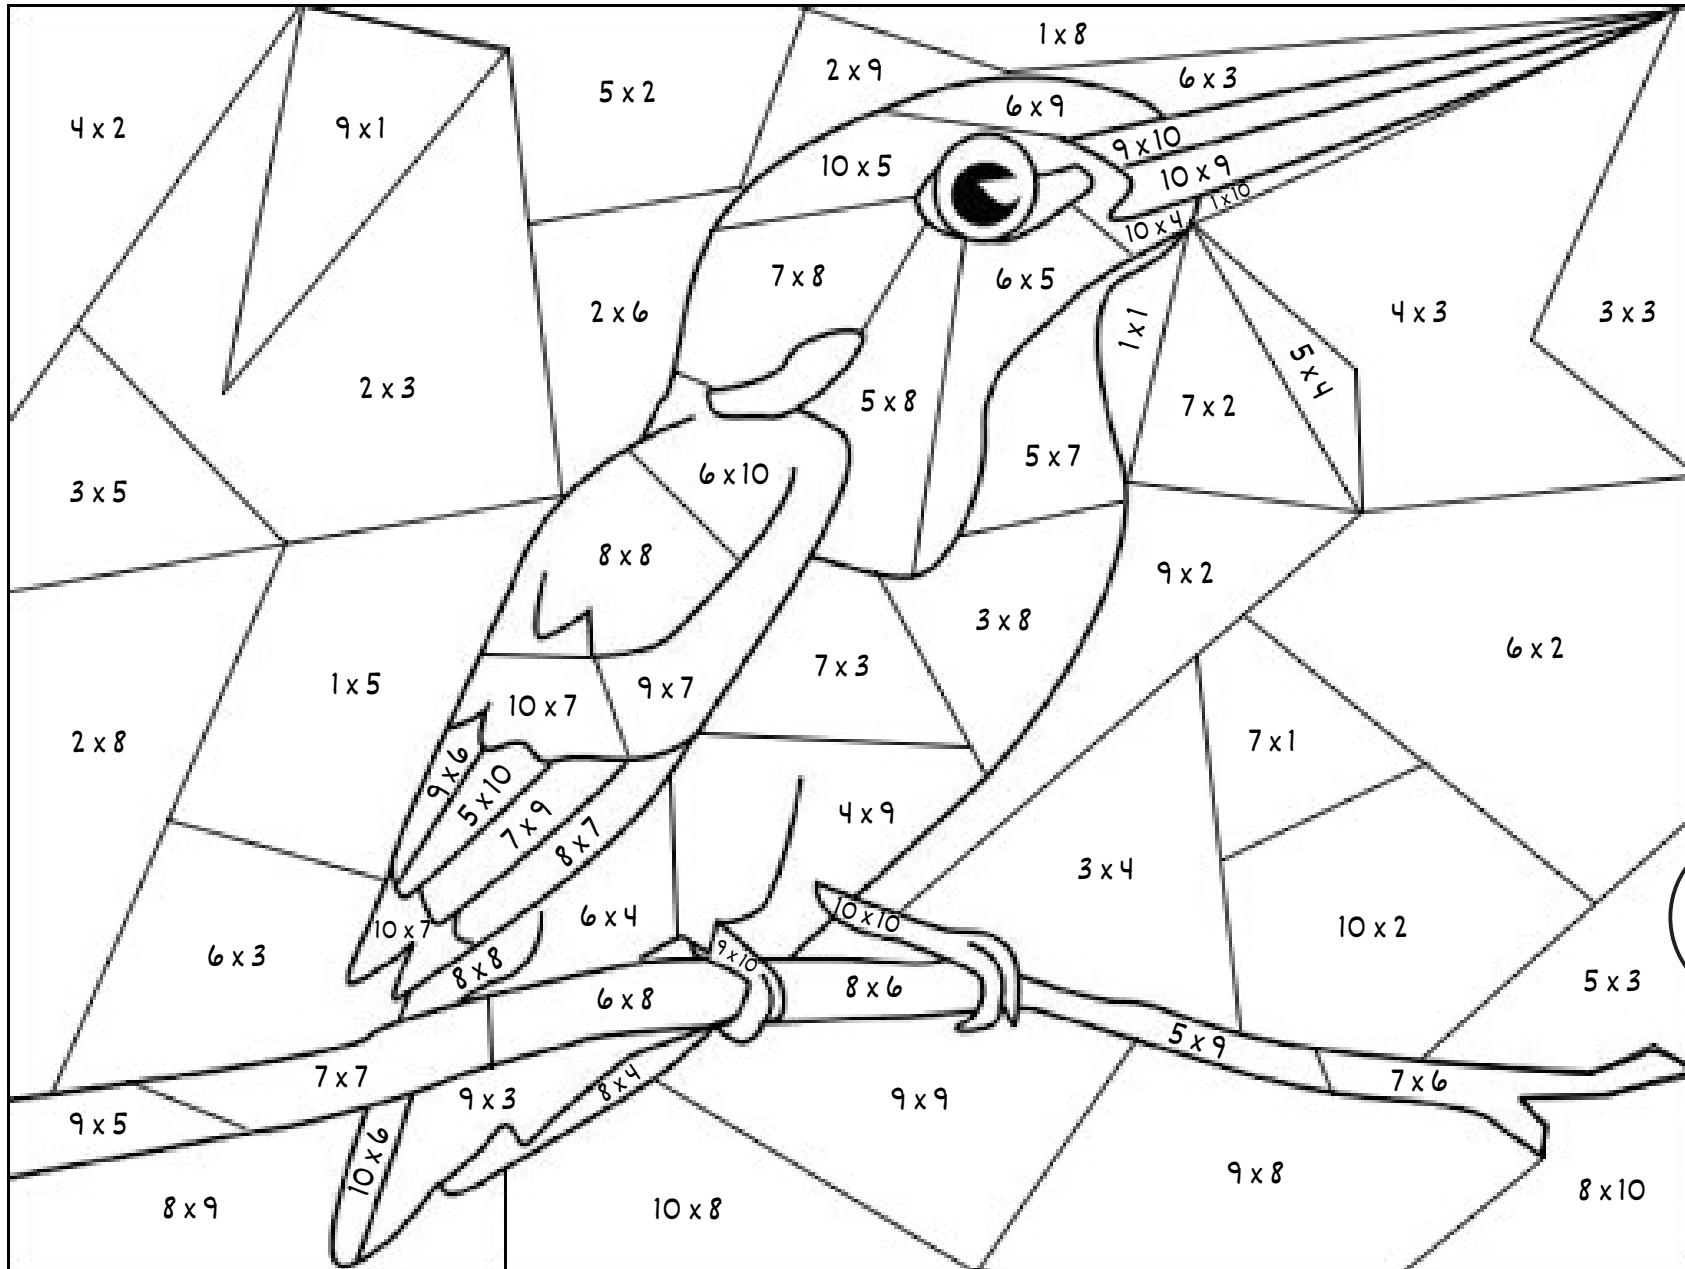 1 x 8
2 x 9
6 x 3
5 x 2
6 x 9
4 x 2
9 x 1
9 x 10
10 x 5
10 x 9
1 x 10
10 x 4
7 x 8
6 x 5
2 x 6
1 x 1
4 x 3
3 x 3
5 x 4
2 x 3
5 x 8
7 x 2
5 x 7
6 x 10
3 x 5
8 x 8
9 x 2
3 x 8
6 x 2
7 x 3
1 x 5
9 x 7
10 x 7
2 x 8
7 x 1
9 x 6
5 x 10
7 x 9
8 x 7
4 x 9
3 x 4
10 x 10
6 x 4
10 x 7
10 x 2
6 x 3
9 x 10
8 x 8
5 x 3
8 x 6
6 x 8
5 x 9
7 x 7
8 x 4
7 x 6
9 x 3
9 x 9
9 x 5
10 x 6
9 x 8
8 x 10
8 x 9
10 x 8